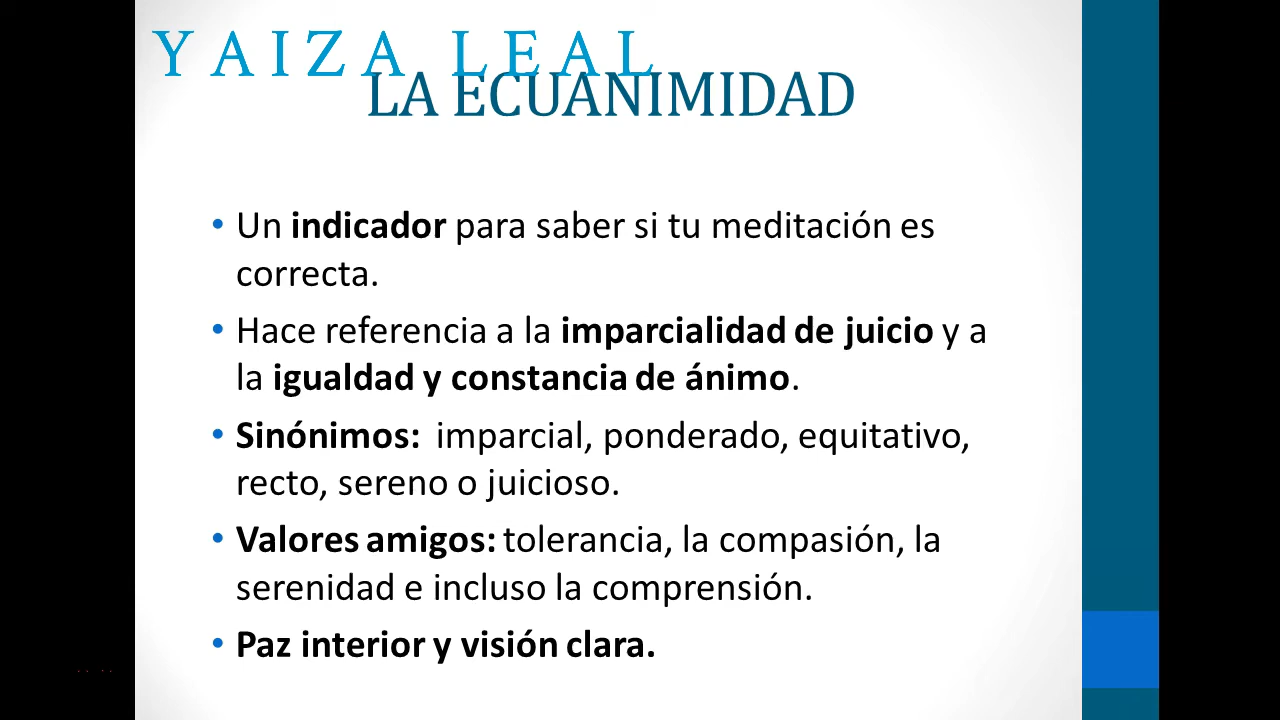 YAIZA LEAL
LA ECUANIMIDAD
• Un indicador para saber si tu meditación es
correcta.
• Hace referencia a la imparcialidad de juicio y a
la igualdad y constancia de ánimo.
• Sinónimos: imparcial, ponderado, equitativo,
recto, sereno o juicioso.
• Valores amigos: tolerancia, la compasión, la
serenidad e incluso la comprensión.
• Paz interior y visión clara.